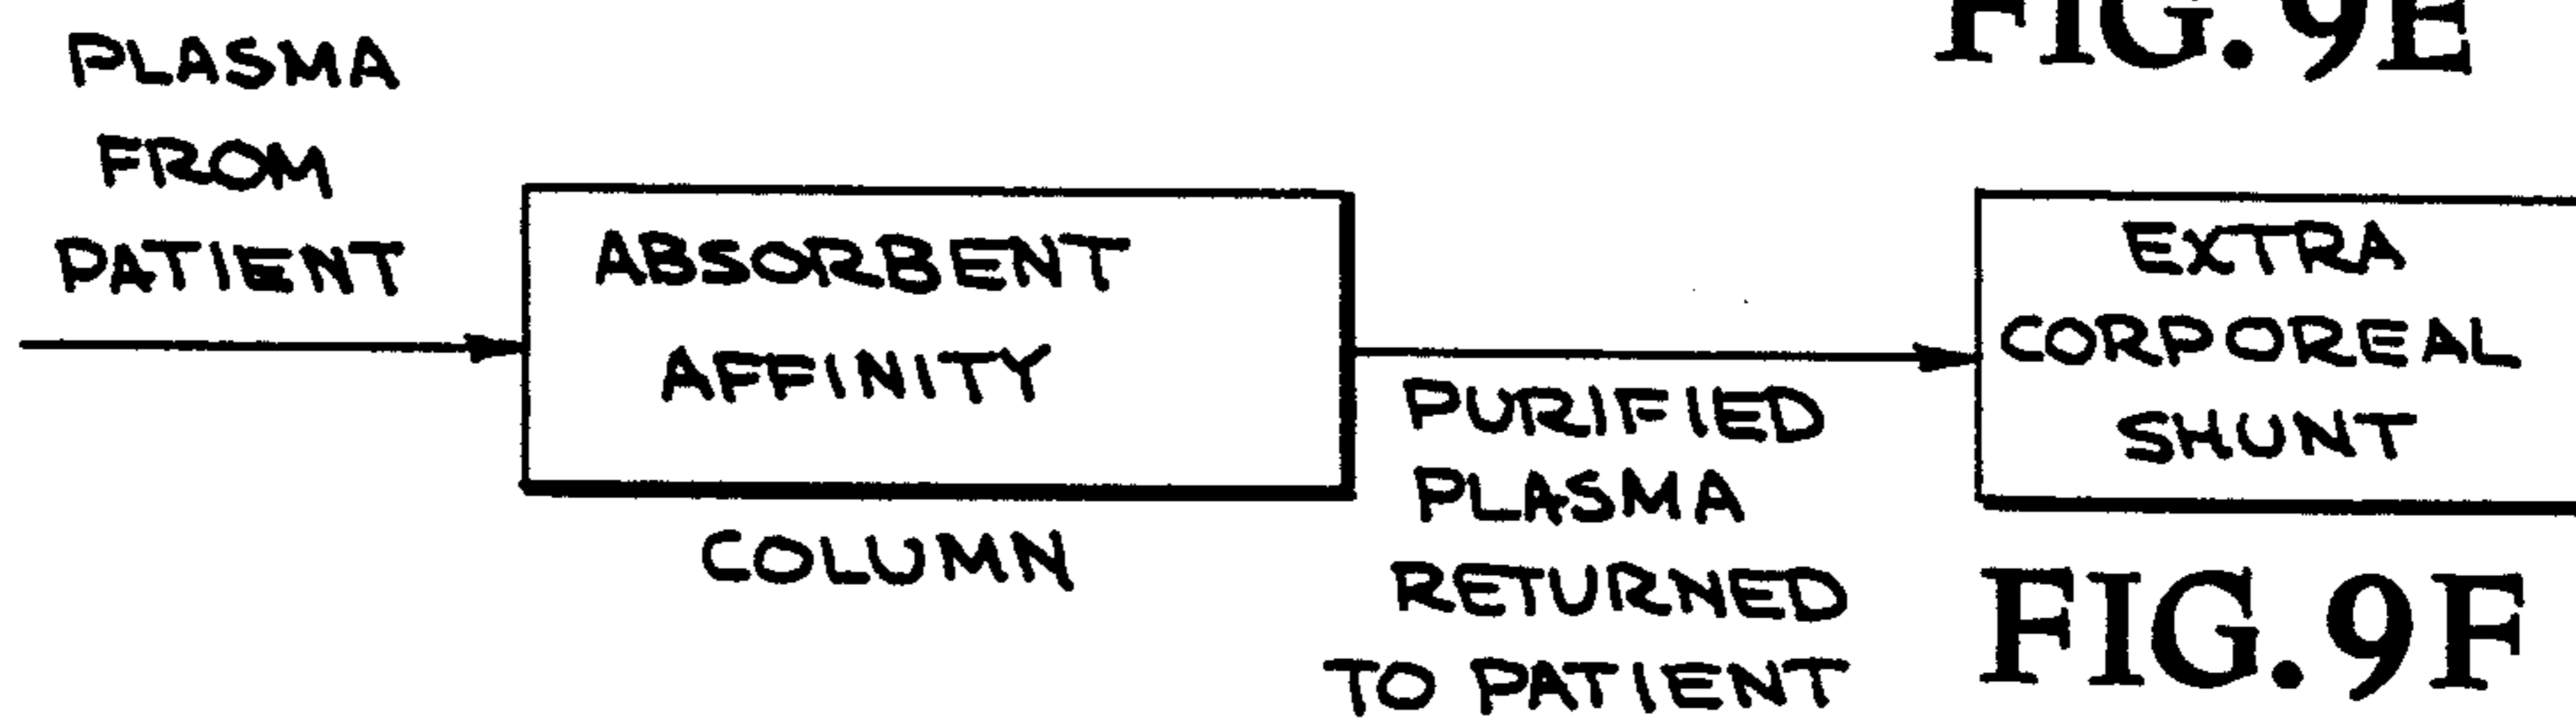 FIG. 9E
PLASMA
FROM
PATIENT
ABSORBENT
AFFINITY
COLUMN
PURIFIED
PLASMA
RETURNED
TO PATIENT
EXTRA
CORPOREAL
SHUNT
FIG. 9F